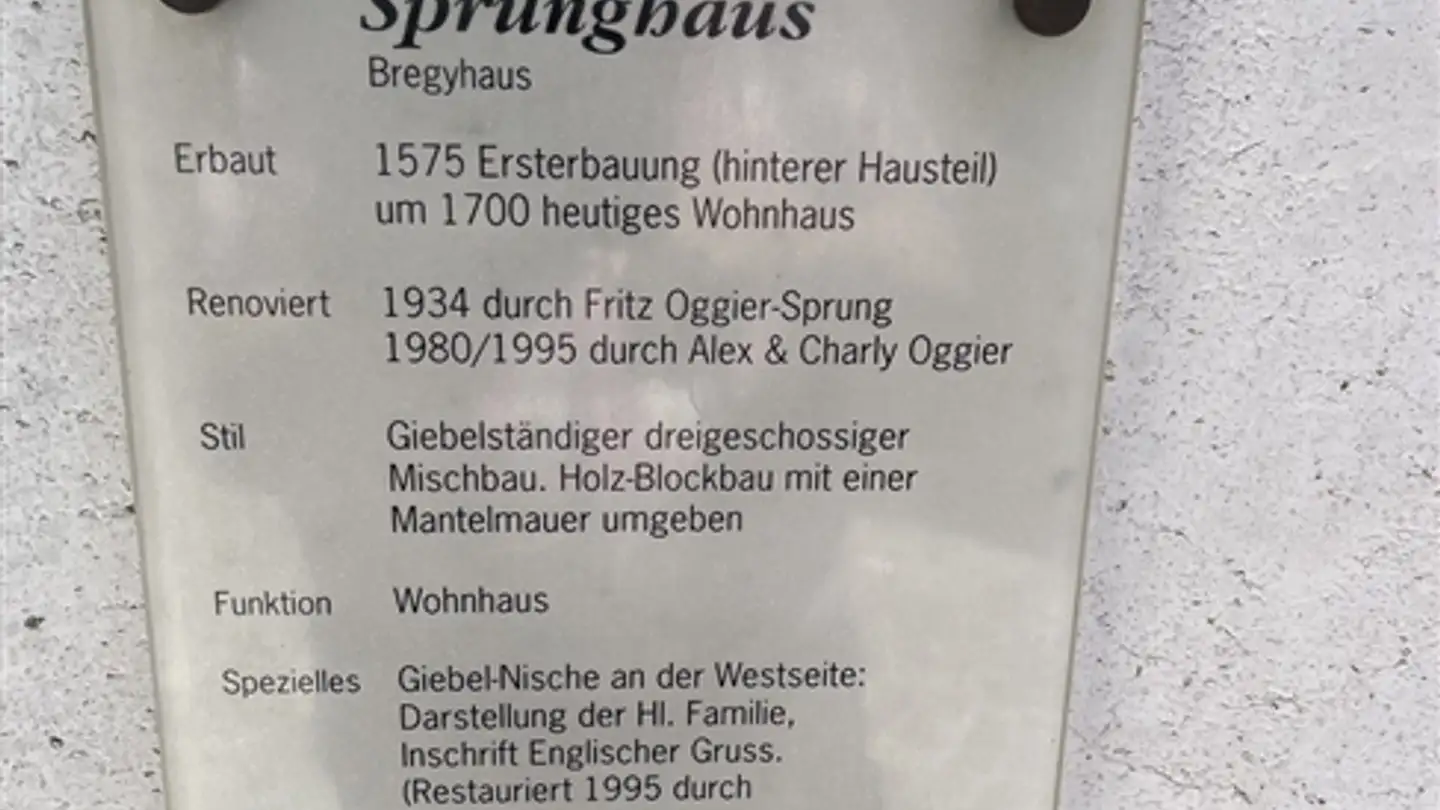 Sprunghaus
Bregyhaus
Erbaut 1575 Ersterbauung (hinterer Hausteil)
um 1700 heutiges Wohnhaus
Renoviert 1934 durch Fritz Oggier-Sprung
1980/1995 durch Alex & Charly Oggier
Stil Giebelständiger dreigeschossiger
Mischbau. Holz-Blockbau mit einer
Mantelmauer umgeben
Funktion Wohnhaus
Spezielles Giebel-Nische an der Westseite:
Darstellung der Hl. Familie,
Inschrift Englischer Gruss.
(Restauriert 1995 durch